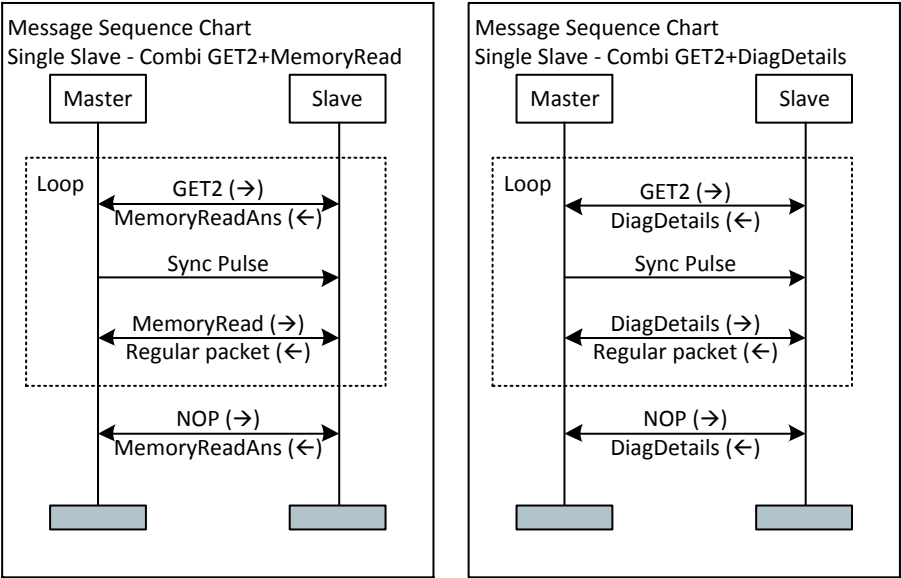 Message Sequence Chart
Single Slave - Combi GET2+MemoryRead
Master
Slave
Loop
GET2 (→)
MemoryReadAns (←)
Sync Pulse
MemoryRead (→)
Regular packet (←)
NOP (→)
MemoryReadAns (←)
Message Sequence Chart
Single Slave - Combi GET2+DiagDetails
Master
Slave
Loop
GET2 (→)
DiagDetails (←)
Sync Pulse
DiagDetails (→)
Regular packet (←)
NOP (→)
DiagDetails (←)